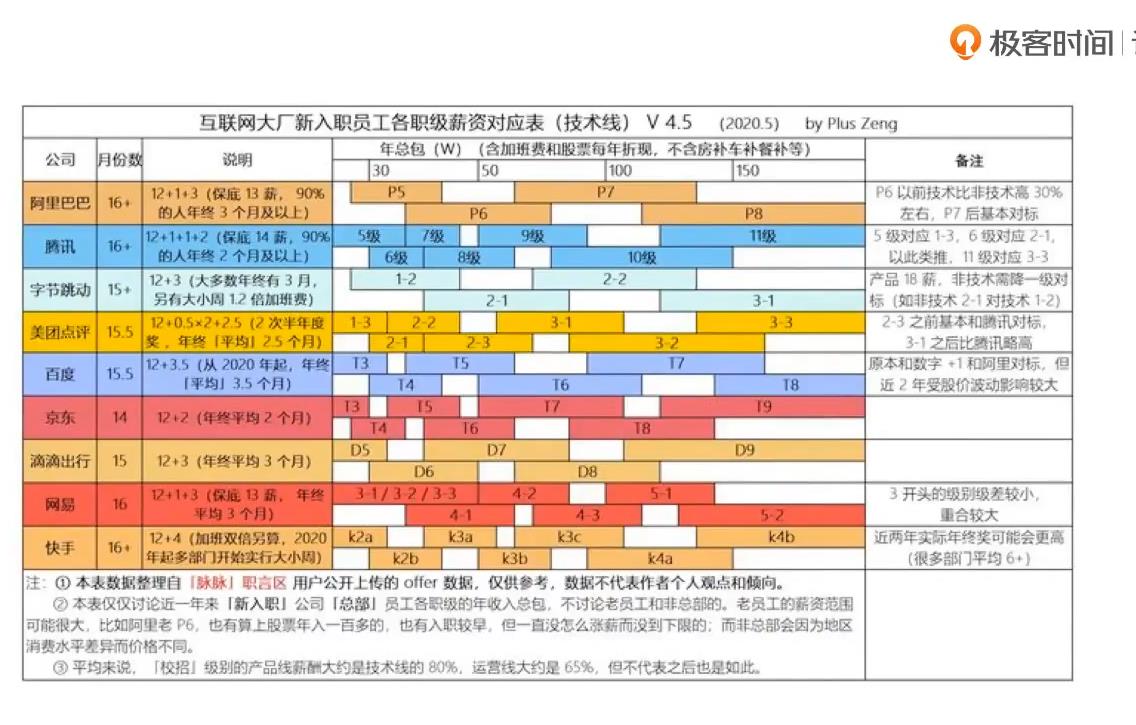 极客时间
互联网大厂新入职员工各职级薪资对应表（技术线） V 4.5 （2020.5） by Plus Zeng
公司 月份数 说明 年总包（W）（含加班费和股票每年折现，不含房补车补餐补等） 备注
30 50 100 150
阿里巴巴 16+ 12+1+3（保底 13 薪， 90% P5 P7 P6 以前技术比非技术高 30%
的人年终 3 个月及以上） P6 P8 左右，P7 后基本对标
腾讯 16+ 12+1+1+2（保底 14 薪，90% 5级 7级 9级 11级 5 级对应 1-3，6 级对应 2-1，
的人年终 2 个月及以上） 6级 8级 10级 以此类推，11 级对应 3-3
字节跳动 15+ 12+3（大多数年终有 3 月， 1-2 2-2 产品 18 薪，非技术需降一级对
另有大小周 1.2 倍加班费） 2-1 3-1 标（如非技术 2-1 对技术 1-2）
美团点评 15.5 12+0.5×2+2.5（2 次半年度 1-3 2-2 3-1 3-3 2-3 之前基本和腾讯对标，
奖 ，年终「平均」2.5 个月） 2-1 2-3 3-2 3-1 之后比腾讯略高
百度 15.5 12+3.5（从 2020 年起，年终 T3 T5 T7 原本和数字 +1 和阿里对标，但
「平均」3.5 个月） T4 T6 T8 近 2 年受股价波动影响较大
京东 14 12+2（年终平均 2 个月） T3 T5 T7 T9
T4 T6 T8
滴滴出行 15 12+3（年终平均 3 个月） D5 D7 D9
D6 D8
网易 16 12+1+3（保底 13 薪， 年终 3-1 / 3-2 / 3-3 4-2 5-1 3 开头的级别级差较小，
平均 3 个月） 4-1 4-3 5-2 重合较大
快手 16+ 12+4（加班双倍另算，2020 k2a k3a k3c k4b 近两年实际年终奖可能会更高
年起多部门开始实行大小周） k2b k3b k4a （很多部门平均 6+）
注：① 本表数据整理自「脉脉」职言区 用户公开上传的 offer 数据，仅供参考，数据不代表作者个人观点和倾向。
② 本表仅仅讨论近一年来「新入职」公司「总部」员工各职级的年收入总包，不讨论老员工和非总部的。老员工的薪资范围
可能很大，比如阿里老 P6，也有算上股票年入一百多的，也有入职较早，但一直没怎么涨薪而没到下限的；而非总部会因为地区
消费水平差异而价格不同。
③ 平均来说，「校招」级别的产品线薪酬大约是技术线的 80%，运营线大约是 65%，但不代表之后也是如此。